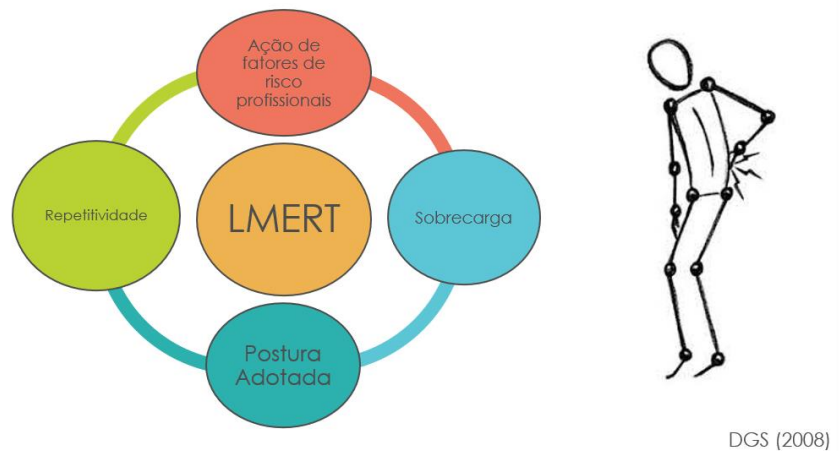 Ação de
fatores de
risco
profissionais
Repetitividade
LMERT
Sobrecarga
Postura
Adotada
DGS (2008)